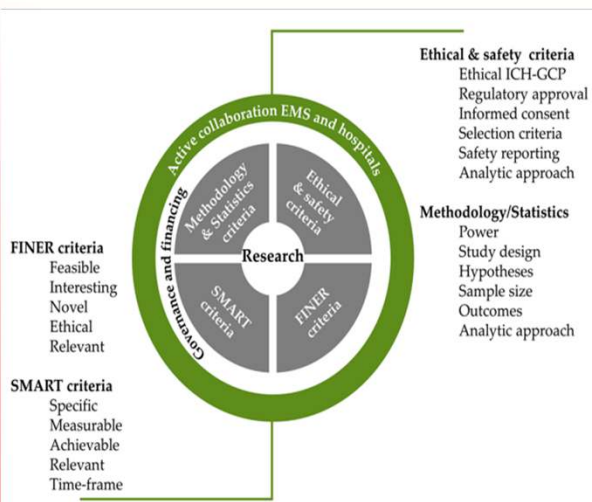 Ethical & safety criteria
Ethical ICH-GCP
Regulatory approval
Informed consent
Selection criteria
Safety reporting
Analytic approach
Methodology/Statistics
Power
Study design
Hypotheses
Sample size
Outcomes
Analytic approach
Active collaboration EMS and hospitals
Governance and financing
Methodology
& Statistics
criteria
Ethical
& safety
criteria
Research
SMART
criteria
FINER
criteria
FINER criteria
Feasible
Interesting
Novel
Ethical
Relevant
SMART criteria
Specific
Measurable
Achievable
Relevant
Time-frame